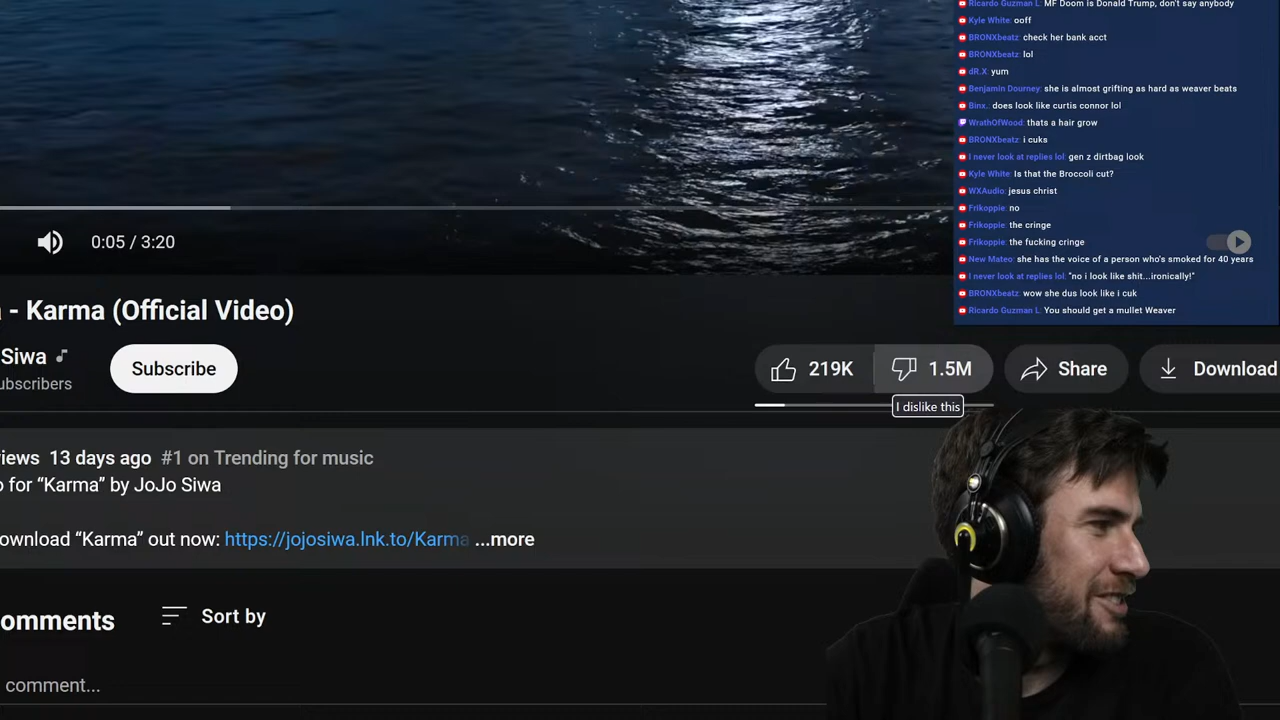 Ricardo Guzman L: MF Doom is Donald Trump, don't say anybody
Kyle White: ooff
BRONXbeatz: check her bank acct
BRONXbeatz: lol
dR.X: yum
Benjamin Dourney: she is almost grifting as hard as weaver beats
Binx.: does look like curtis connor lol
WrathOfWood: thats a hair grow
BRONXbeatz: i cuks
I never look at replies lol: gen z dirtbag look
Kyle White: Is that the Broccoli cut?
WXAudio: jesus christ
Frikoppie: no
Frikoppie: the cringe
Frikoppie: the fucking cringe
New Mateo: she has the voice of a person who's smoked for 40 years
I never look at replies lol: "no i look like shit...ironically!"
BRONXbeatz: wow she dus look like i cuk
Ricardo Guzman L: You should get a mullet Weaver
0:05 / 3:20
- Karma (Official Video)
Siwa
ubscribers
Subscribe
219K
1.5M
Share
Download
I dislike this
iews 13 days ago #1 on Trending for music
o for “Karma” by JoJo Siwa
ownload “Karma” out now: https://jojosiwa.lnk.to/Karma ...more
omments
Sort by
comment...